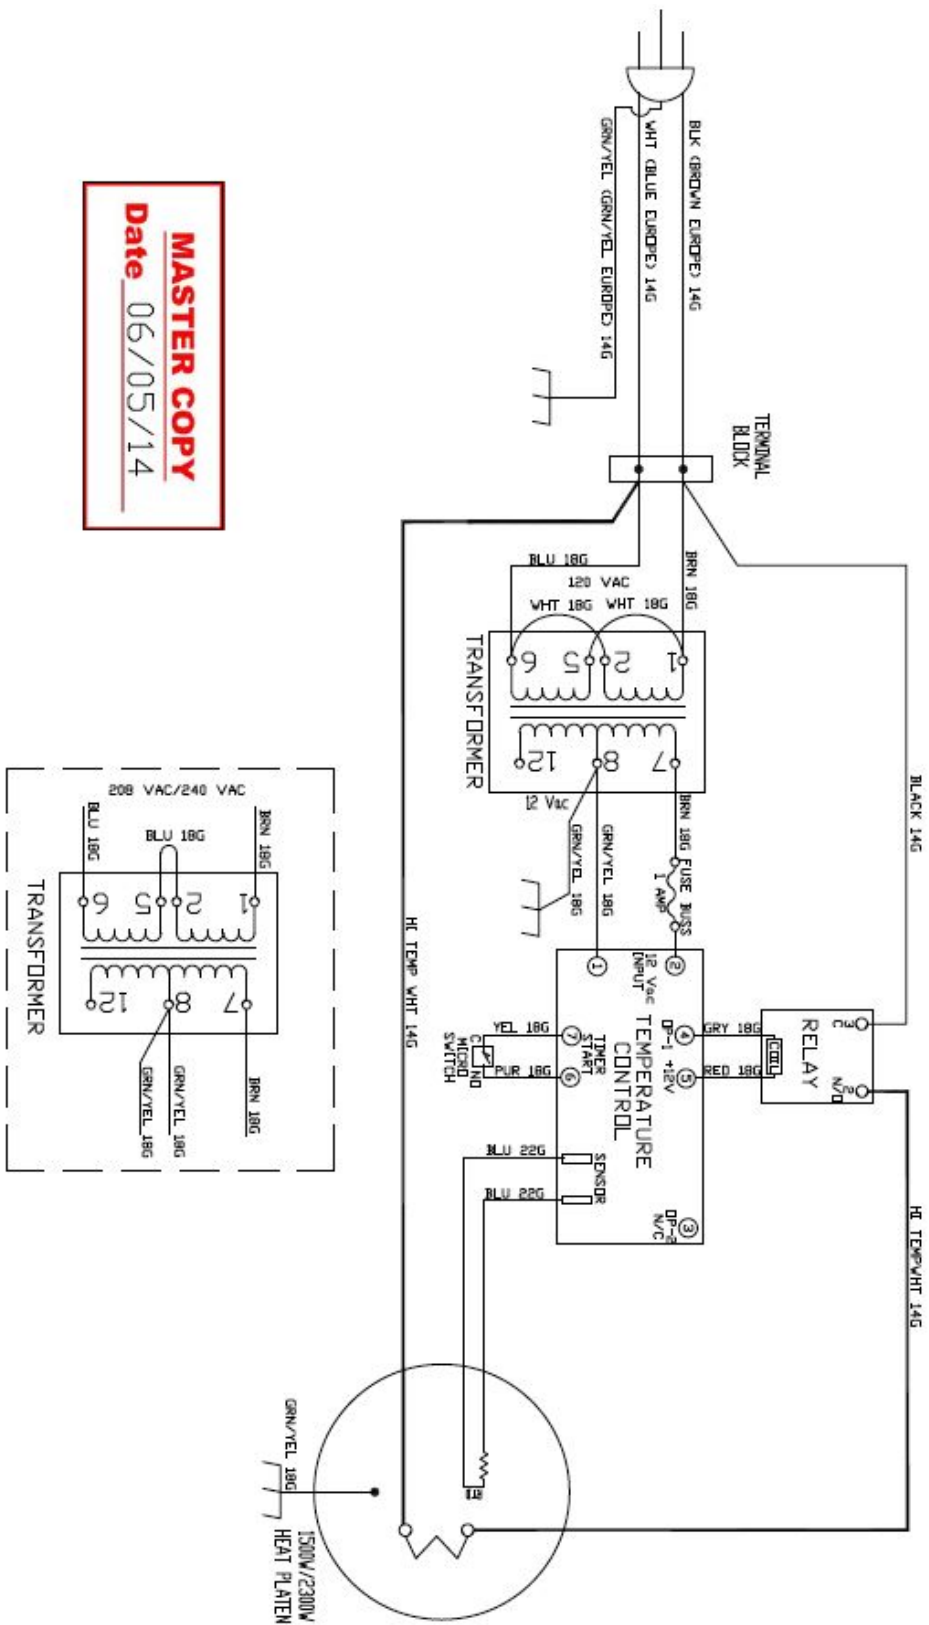 BLK (BROWN EUROPE) 14G
WHT (BLUE EUROPE) 14G
GRN/YEL (GRN/YEL EUROPE) 14G
TERMINAL
BLOCK
BLACK 14G
BRN 18G
BLU 18G
120 VAC
WHT 18G
WHT 18G
1
2
5
6
7
8
12
TRANSFORMER
12 Vac
BRN 18G
FUSE BUSS
1 AMP
GRN/YEL 18G
GRN/YEL 18G
HI TEMP WHT 14G
RELAY
3
C
2
N/O
COIL
GRY 18G
RED 18G
2
1
12 Vac
INPUT
4
OP-1
5
+12V
TEMPERATURE
CONTROL
7
TIMER
START
6
YEL 18G
PUR 18G
C
NO
MICRO
SWITCH
SENSOR
BLU 22G
BLU 22G
3
OP-2
N/C
HI TEMPWHT 14G
GRN/YEL 18G
1500W/2300W
HEAT PLATEN
MASTER COPY
Date 06/05/14
208 VAC/240 VAC
BRN 18G
BLU 18G
BLU 18G
1
2
5
6
7
8
12
TRANSFORMER
BRN 18G
GRN/YEL 18G
GRN/YEL 18G